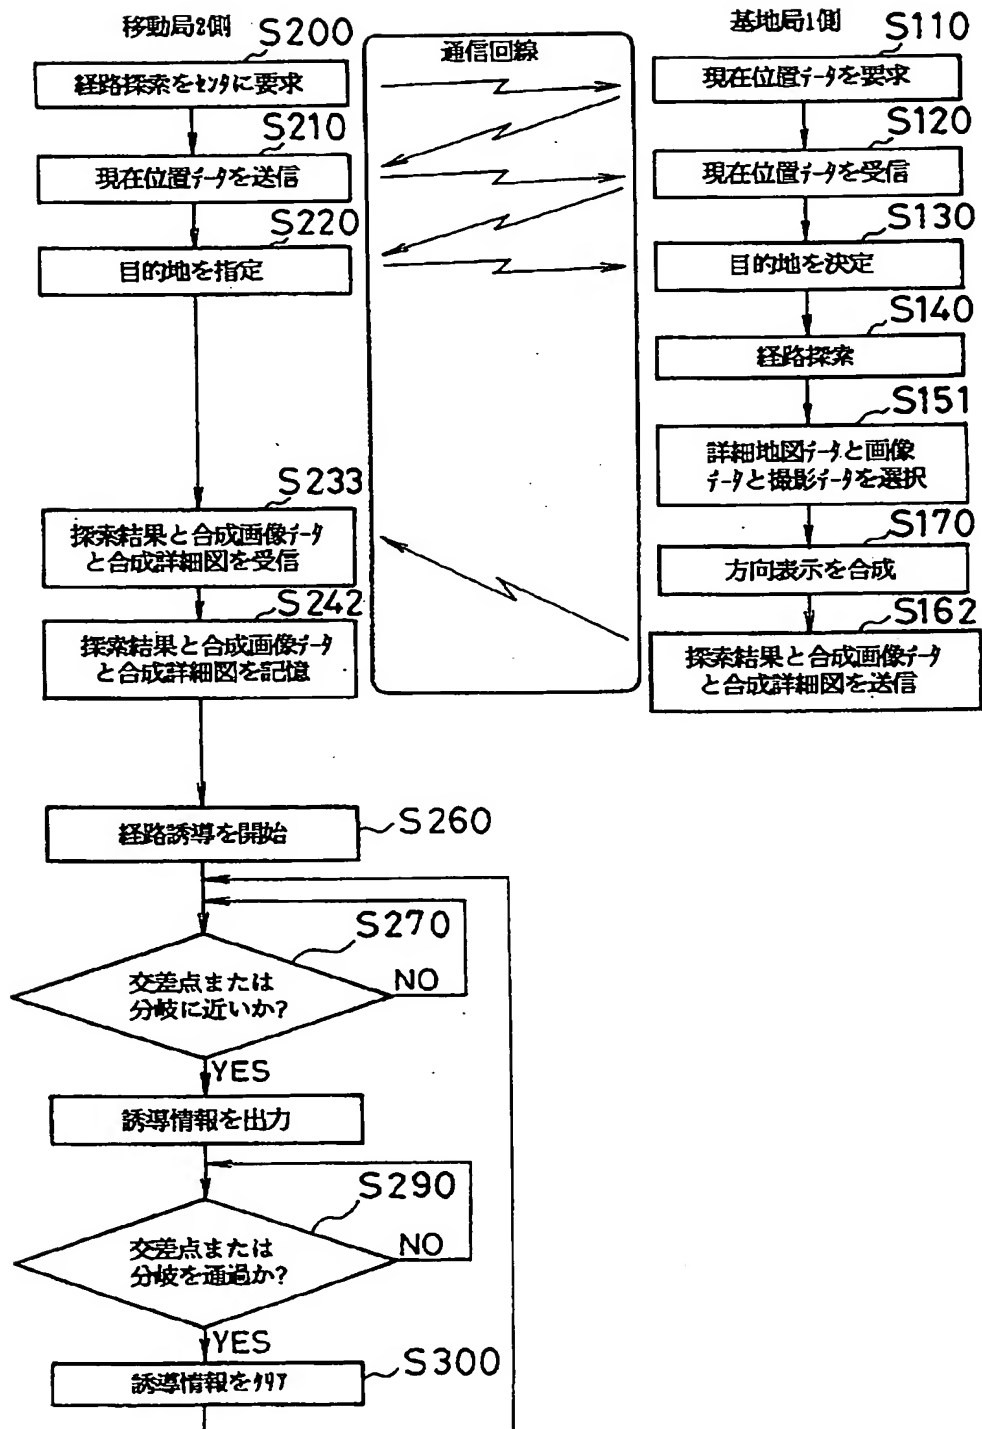 移動局2側
S200
経路探索をｾﾝﾀに要求
S210
現在位置ﾃﾞｰﾀを送信
S220
目的地を指定
S233
探索結果と合成画像ﾃﾞｰﾀ
と合成詳細図を受信
S242
探索結果と合成画像ﾃﾞｰﾀ
と合成詳細図を記憶
S260
経路誘導を開始
S270
交差点または
分岐に近いか?
NO
YES
誘導情報を出力
S290
交差点または
分岐を通過か?
NO
YES
S300
誘導情報をｸﾘｱ
通信回線
基地局1側
S110
現在位置ﾃﾞｰﾀを要求
S120
現在位置ﾃﾞｰﾀを受信
S130
目的地を決定
S140
経路探索
S151
詳細地図ﾃﾞｰﾀと画像
ﾃﾞｰﾀと撮影ﾃﾞｰﾀを選択
S170
方向表示を合成
S162
探索結果と合成画像ﾃﾞｰﾀ
と合成詳細図を送信